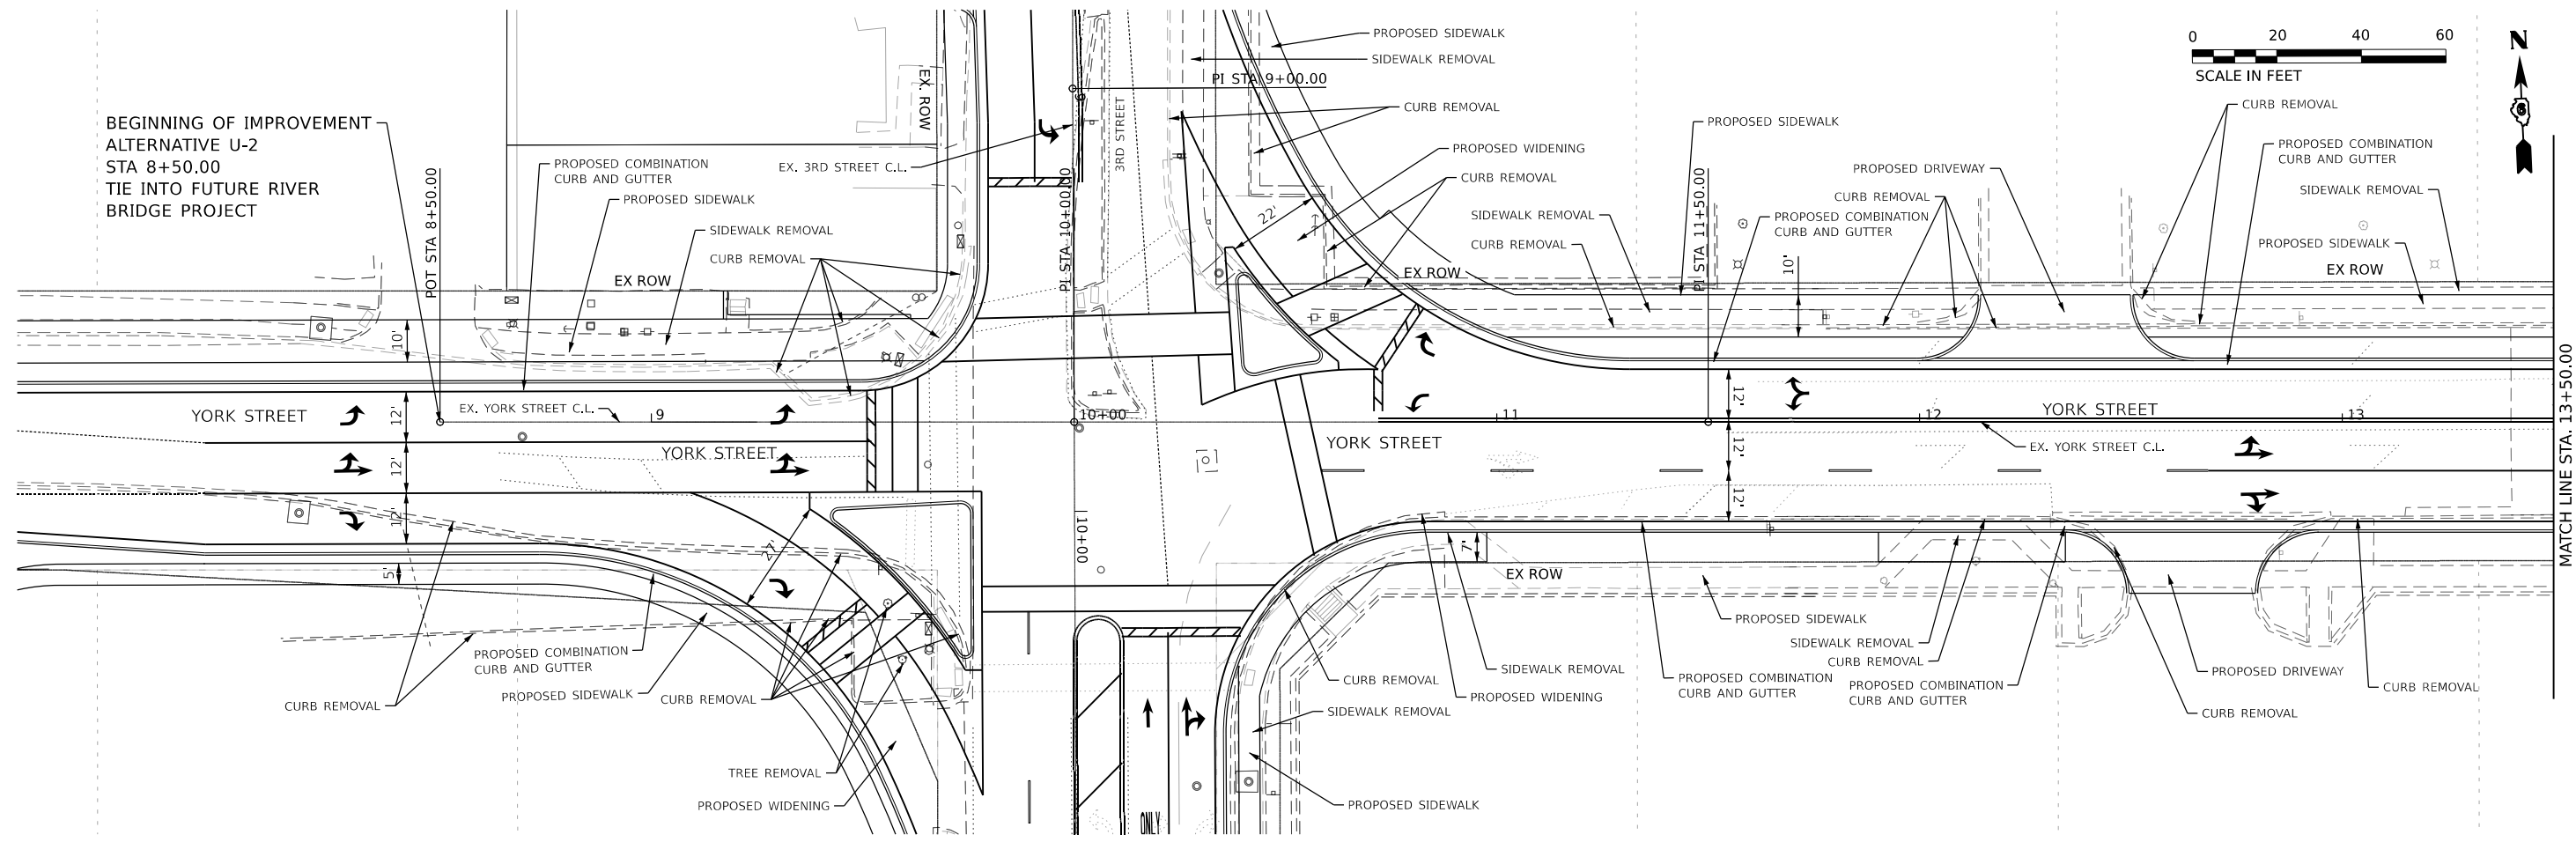 PROPOSED SIDEWALK
SIDEWALK REMOVAL
PI STA 9+00.00
CURB REMOVAL
0 20 40 60
SCALE IN FEET
N
BEGINNING OF IMPROVEMENT
ALTERNATIVE U-2
STA 8+50.00
TIE INTO FUTURE RIVER
BRIDGE PROJECT
POT STA 8+50.00
PROPOSED COMBINATION
CURB AND GUTTER
PROPOSED SIDEWALK
SIDEWALK REMOVAL
CURB REMOVAL
EX ROW
EX. ROW
EX. 3RD STREET C.L.
9
3RD STREET
PI STA 10+00.00
PROPOSED WIDENING
CURB REMOVAL
22'
SIDEWALK REMOVAL
CURB REMOVAL
EX ROW
PROPOSED SIDEWALK
PI STA 11+50.00
PROPOSED COMBINATION
CURB AND GUTTER
10'
PROPOSED DRIVEWAY
CURB REMOVAL
CURB REMOVAL
PROPOSED COMBINATION
CURB AND GUTTER
SIDEWALK REMOVAL
PROPOSED SIDEWALK
EX ROW
10'
YORK STREET
12'
EX. YORK STREET C.L.
9
10+00
11
12'
12
YORK STREET
13
MATCH LINE STA. 13+50.00
12'
YORK STREET
YORK STREET
12'
EX. YORK STREET C.L.
12'
12'
5'
27'
10+00
7'
EX ROW
PROPOSED COMBINATION
CURB AND GUTTER
PROPOSED SIDEWALK
CURB REMOVAL
CURB REMOVAL
TREE REMOVAL
PROPOSED WIDENING
ONLY
CURB REMOVAL
SIDEWALK REMOVAL
PROPOSED SIDEWALK
SIDEWALK REMOVAL
PROPOSED WIDENING
PROPOSED SIDEWALK
SIDEWALK REMOVAL
CURB REMOVAL
PROPOSED COMBINATION
CURB AND GUTTER
PROPOSED COMBINATION
CURB AND GUTTER
PROPOSED DRIVEWAY
CURB REMOVAL
CURB REMOVAL